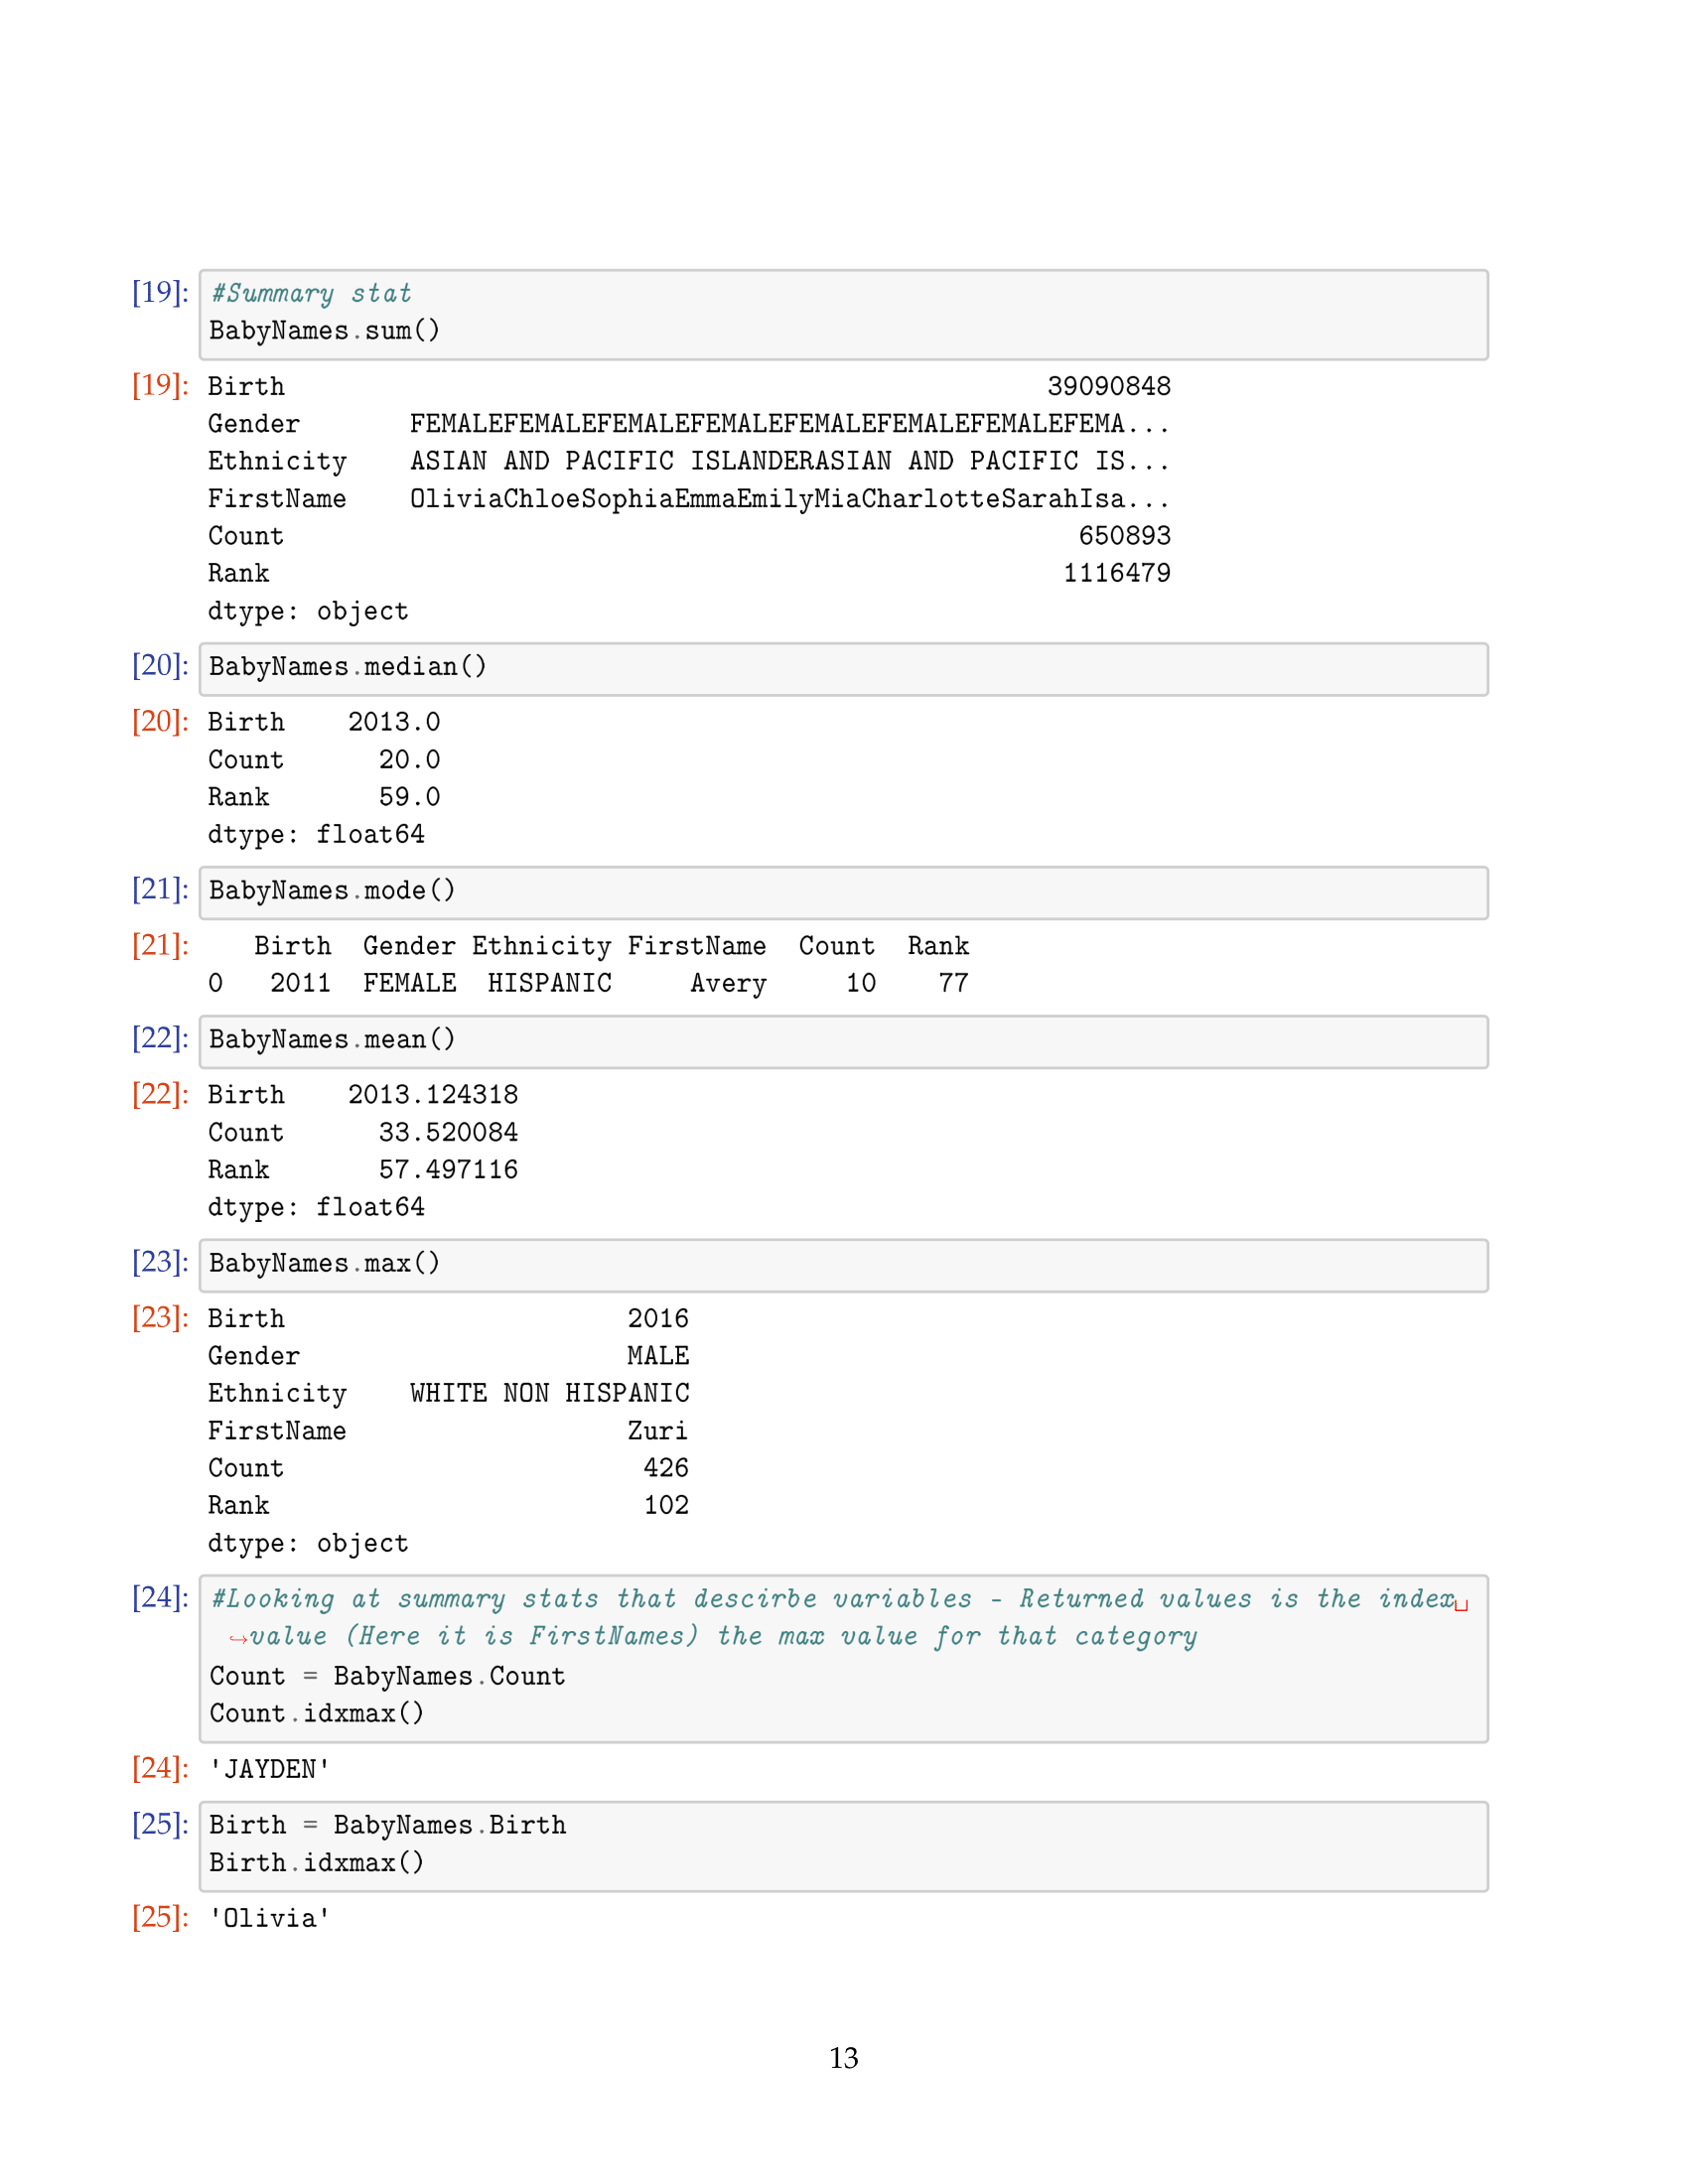 [19]: #Summary stat
BabyNames.sum()
[19]: Birth 39090848
Gender FEMALEFEMALEFEMALEFEMALEFEMALEFEMALEFEMALEFEMA...
Ethnicity ASIAN AND PACIFIC ISLANDERASIAN AND PACIFIC IS...
FirstName OliviaChloeSophiaEmmaEmilyMiaCharlotteSarahIsa...
Count 650893
Rank 1116479
dtype: object
[20]: BabyNames.median()
[20]: Birth 2013.0
Count 20.0
Rank 59.0
dtype: float64
[21]: BabyNames.mode()
[21]: Birth Gender Ethnicity FirstName Count Rank
0 2011 FEMALE HISPANIC Avery 10 77
[22]: BabyNames.mean()
[22]: Birth 2013.124318
Count 33.520084
Rank 57.497116
dtype: float64
[23]: BabyNames.max()
[23]: Birth 2016
Gender MALE
Ethnicity WHITE NON HISPANIC
FirstName Zuri
Count 426
Rank 102
dtype: object
[24]: #Looking at summary stats that descirbe variables - Returned values is the index␣
↪value (Here it is FirstNames) the max value for that category
Count = BabyNames.Count
Count.idxmax()
[24]: 'JAYDEN'
[25]: Birth = BabyNames.Birth
Birth.idxmax()
[25]: 'Olivia'
13